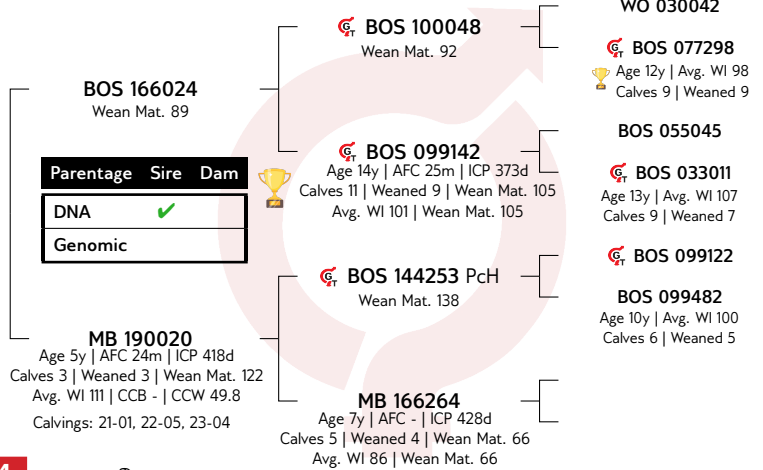 WO 030042
BOS 100048
Wean Mat. 92
BOS 077298
Age 12y | Avg. WI 98
Calves 9 | Weaned 9
BOS 166024
Wean Mat. 89
BOS 055045
BOS 099142
Age 14y | AFC 25m | ICP 373d
Calves 11 | Weaned 9 | Wean Mat. 105
Avg. WI 101 | Wean Mat. 105
BOS 033011
Age 13y | Avg. WI 107
Calves 9 | Weaned 7
Parentage Sire Dam
DNA ✔
Genomic
BOS 099122
BOS 144253 PcH
Wean Mat. 138
BOS 099482
Age 10y | Avg. WI 100
Calves 6 | Weaned 5
MB 190020
Age 5y | AFC 24m | ICP 418d
Calves 3 | Weaned 3 | Wean Mat. 122
Avg. WI 111 | CCB - | CCW 49.8
Calvings: 21-01, 22-05, 23-04
MB 166264
Age 7y | AFC - | ICP 428d
Calves 5 | Weaned 4 | Wean Mat. 66
Avg. WI 86 | Wean Mat. 66